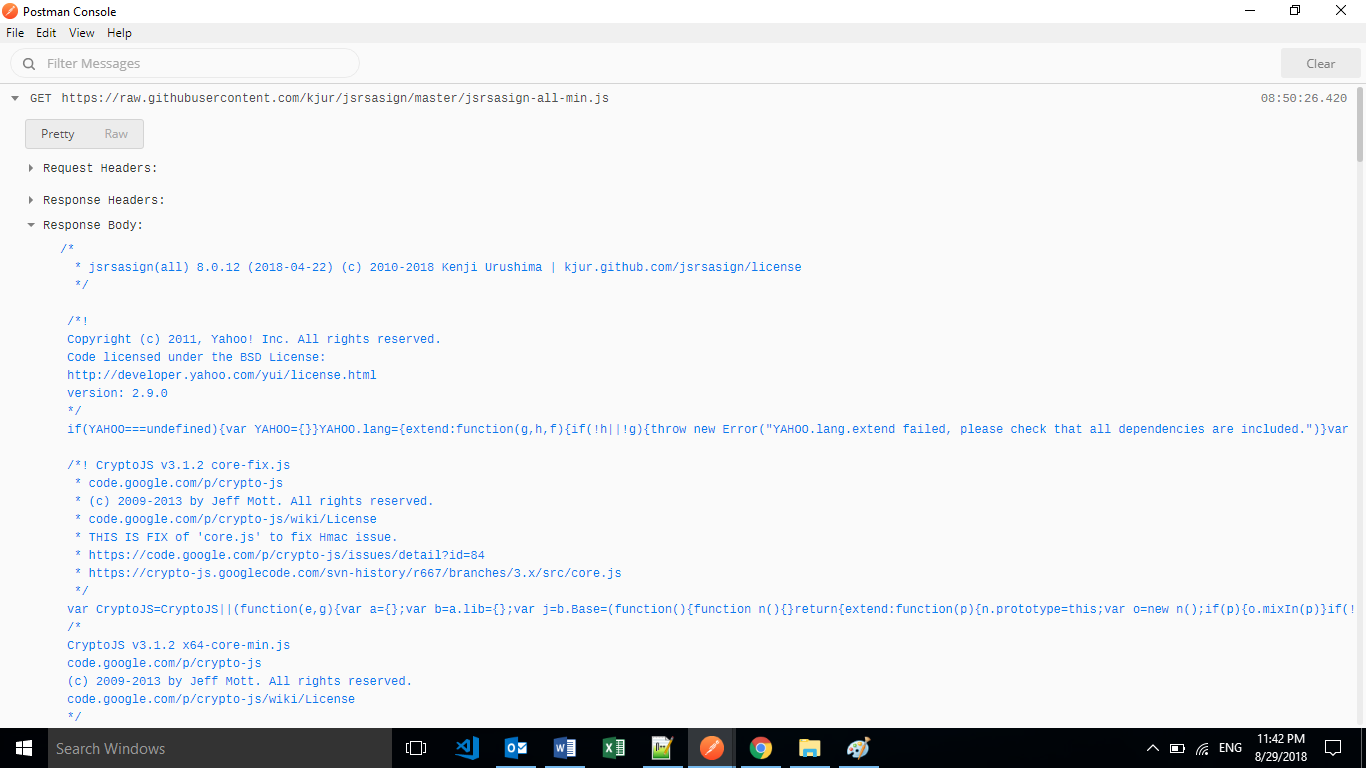 Postman Console
File Edit View Help
Filter Messages
Clear
GET https://raw.githubusercontent.com/kjur/jsrsasign/master/jsrsasign-all-min.js 08:50:26.420
Pretty Raw
Request Headers:
Response Headers:
Response Body:
/*
* jsrsasign(all) 8.0.12 (2018-04-22) (c) 2010-2018 Kenji Urushima | kjur.github.com/jsrsasign/license
*/
/*!
Copyright (c) 2011, Yahoo! Inc. All rights reserved.
Code licensed under the BSD License:
http://developer.yahoo.com/yui/license.html
version: 2.9.0
*/
if(YAHOO===undefined){var YAHOO={}}YAHOO.lang={extend:function(g,h,f){if(!h||!g){throw new Error("YAHOO.lang.extend failed, please check that all dependencies are included.")}var
/*! CryptoJS v3.1.2 core-fix.js
* code.google.com/p/crypto-js
* (c) 2009-2013 by Jeff Mott. All rights reserved.
* code.google.com/p/crypto-js/wiki/License
* THIS IS FIX of 'core.js' to fix Hmac issue.
* https://code.google.com/p/crypto-js/issues/detail?id=84
* https://crypto-js.googlecode.com/svn-history/r667/branches/3.x/src/core.js
*/
var CryptoJS=CryptoJS||(function(e,g){var a={};var b=a.lib={};var j=b.Base=(function(){function n(){}return{extend:function(p){n.prototype=this;var o=new n();if(p){o.mixIn(p)}if(!
/*
CryptoJS v3.1.2 x64-core-min.js
code.google.com/p/crypto-js
(c) 2009-2013 by Jeff Mott. All rights reserved.
code.google.com/p/crypto-js/wiki/License
*/
Search Windows
ENG
11:42 PM
8/29/2018